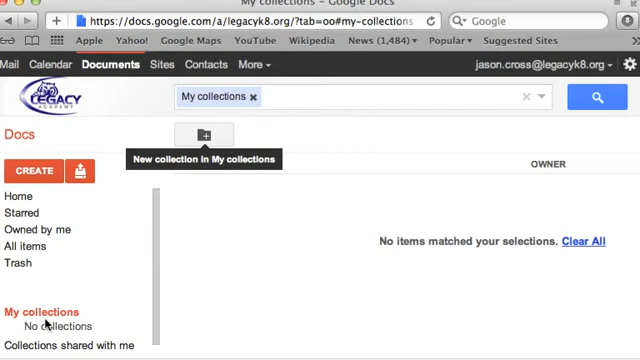 My collections - Google Docs
https://docs.google.com/a/legacyk8.org/?tab=oo#my-collections
Google
Apple Yahoo! Google Maps YouTube Wikipedia News (1,484) Popular Suggested Sites
Mail Calendar Documents Sites Contacts More jason.cross@legacyk8.org
LEGACY
ACADEMY
My collections
Docs
New collection in My collections
CREATE
OWNER
Home
Starred
Owned by me
All items
Trash
No items matched your selections. Clear All
My collections
No collections
Collections shared with me